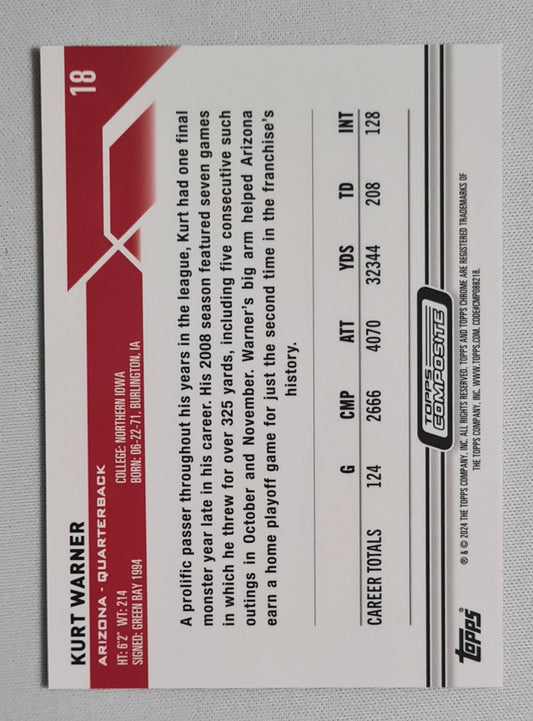 18
KURT WARNER
ARIZONA - QUARTERBACK
HT: 6'2" WT: 214
COLLEGE: NORTHERN IOWA
SIGNED: GREEN BAY 1994
BORN: 06-22-71, BURLINGTON, IA
A prolific passer throughout his years in the league, Kurt had one final
monster year late in his career. His 2008 season featured seven games
in which he threw for over 325 yards, including five consecutive such
outings in October and November. Warner's big arm helped Arizona
earn a home playoff game for just the second time in the franchise's
history.
G CMP ATT YDS TD INT
CAREER TOTALS 124 2666 4070 32344 208 128
TOPPS
COMPOSITE
topps®
® & © 2024 THE TOPPS COMPANY, INC. ALL RIGHTS RESERVED. TOPPS AND TOPPS CHROME ARE REGISTERED TRADEMARKS OF
THE TOPPS COMPANY, INC. WWW.TOPPS.COM. CODE#CMP088218.